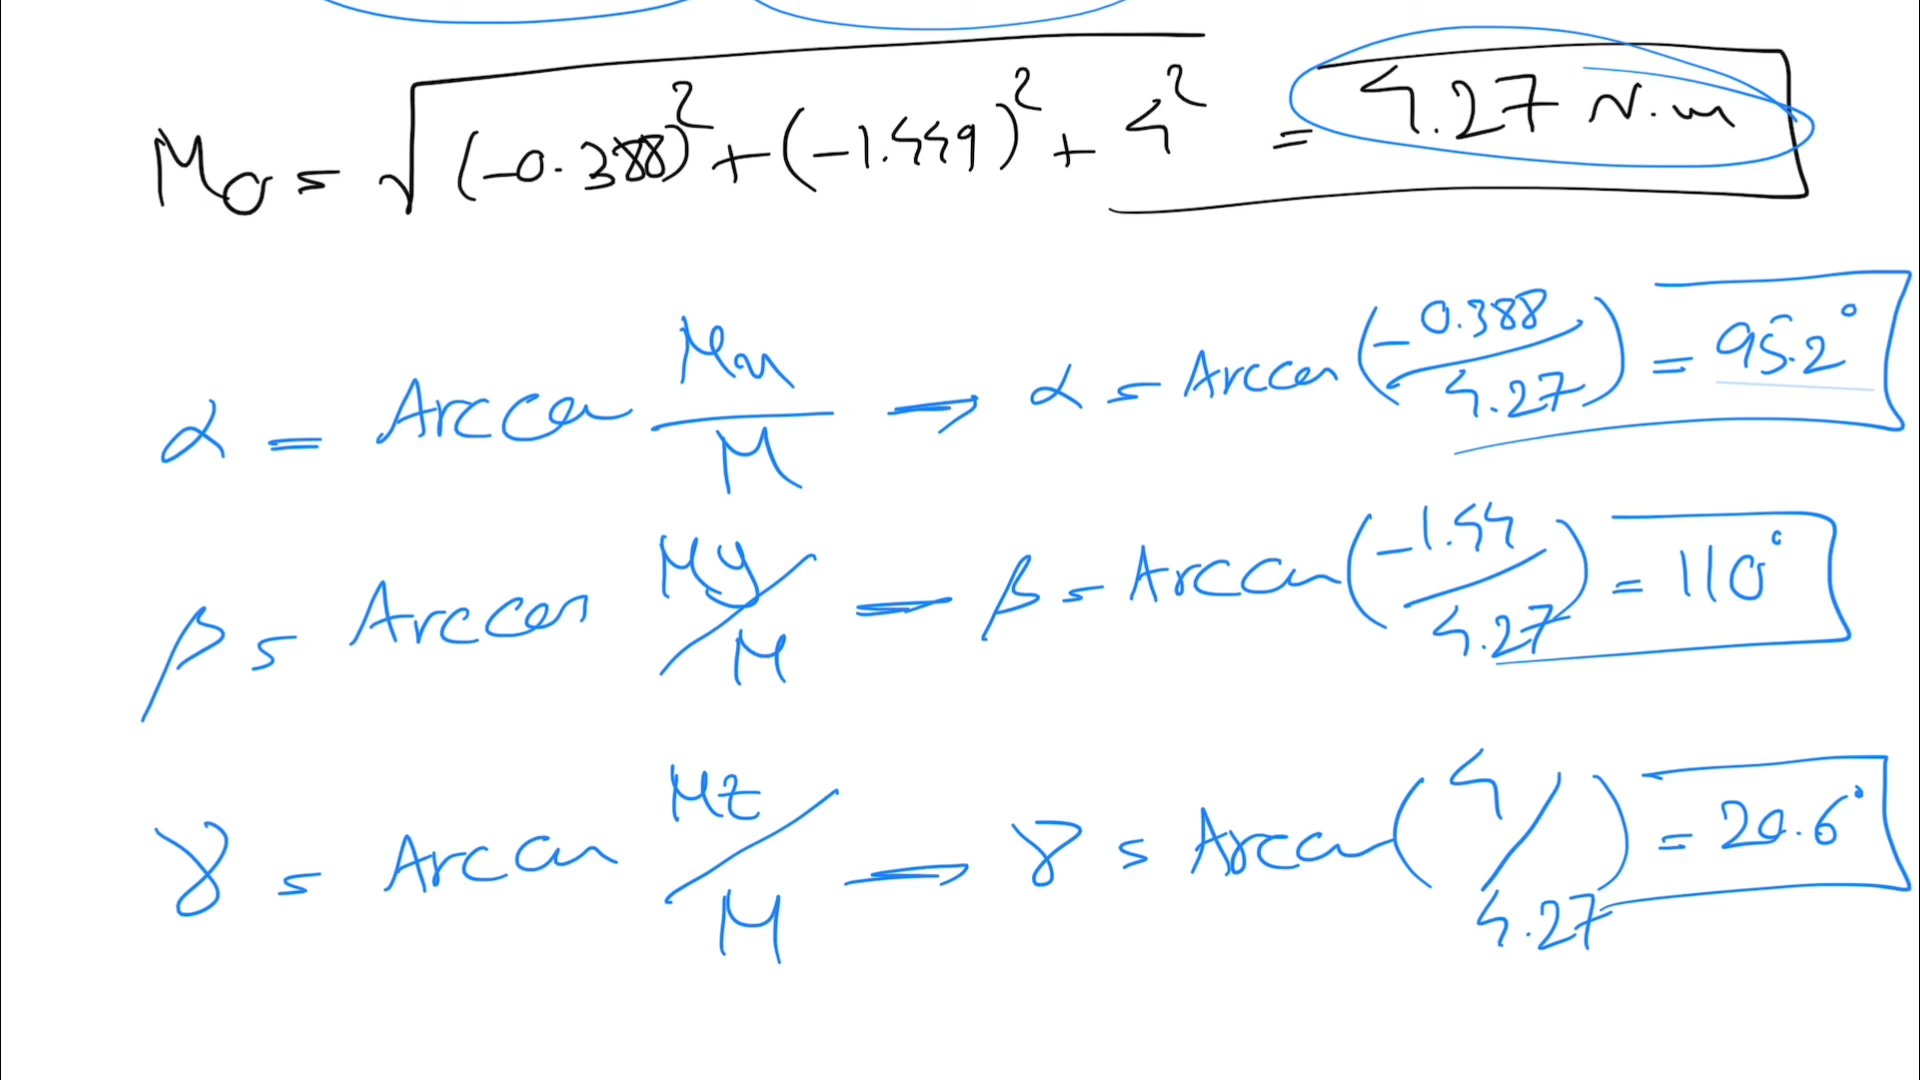 Mo = √((-0.388)² + (-1.449)² + 4²) = 4.27 N.m
α = Arccos Mx/M → α = Arccos(-0.388/4.27) = 95.2°
β = Arccos My/M → β = Arccos(-1.44/4.27) = 110°
γ = Arccos Mz/M → γ = Arccos(4/4.27) = 20.6°